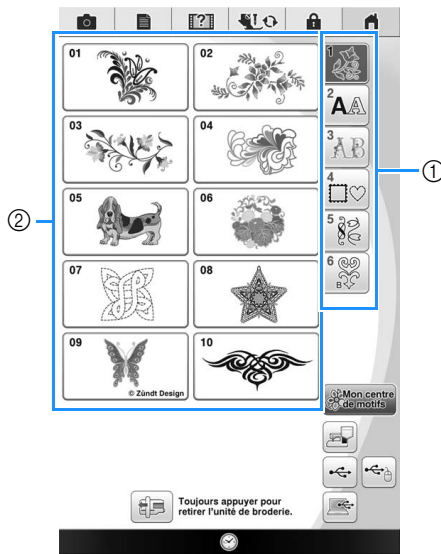 01
02
1
2
AA
03
04
3
AB
4
①
②
05
06
5
6
B
07
08
09
10
© Zündt Design
Mon centre
de motifs
Toujours appuyer pour
retirer l'unité de broderie.